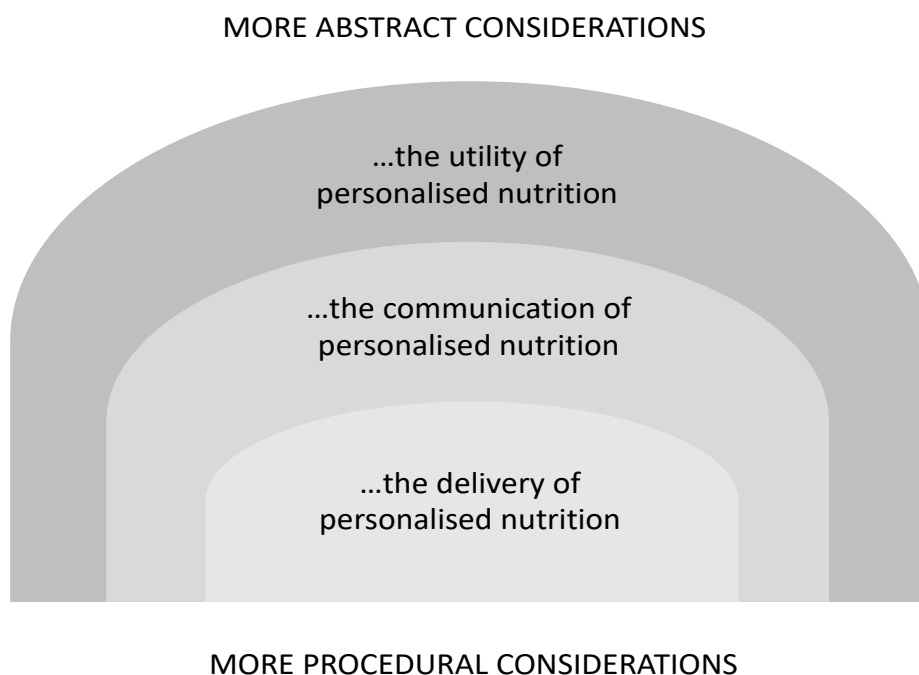 MORE ABSTRACT CONSIDERATIONS
...the utility of
personalised nutrition
...the communication of
personalised nutrition
...the delivery of
personalised nutrition
MORE PROCEDURAL CONSIDERATIONS